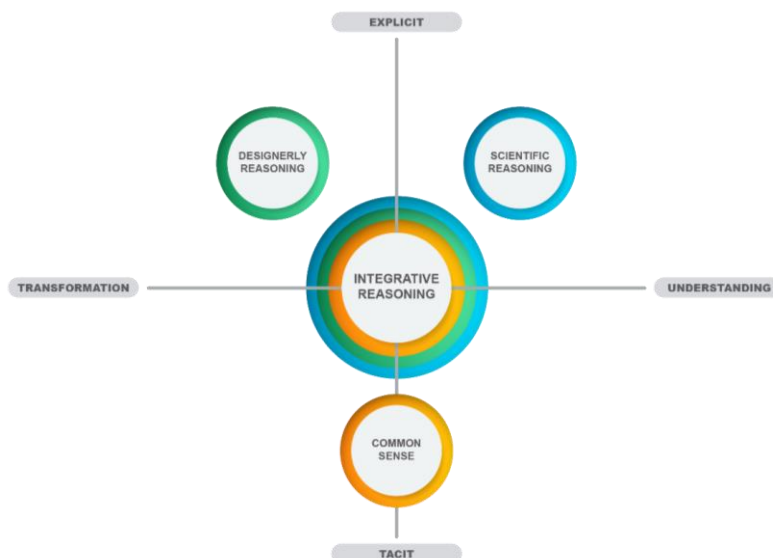 EXPLICIT
DESIGNERLY
REASONING
SCIENTIFIC
REASONING
TRANSFORMATION
INTEGRATIVE
REASONING
UNDERSTANDING
COMMON
SENSE
TACIT